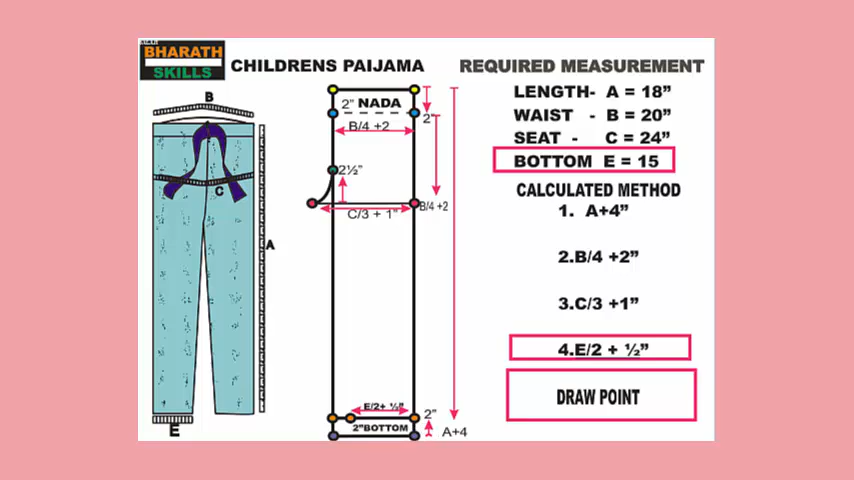 BHARATH
SKILLS
CHILDRENS PAIJAMA
B
C
A
E
2" NADA
2"
B/4 +2
2½"
B/4 +2
C/3 + 1"
E/2+ ½"
2"
2"BOTTOM
A+4
REQUIRED MEASUREMENT
LENGTH- A = 18"
WAIST - B = 20"
SEAT - C = 24"
BOTTOM E = 15
CALCULATED METHOD
1. A+4"
2.B/4 +2"
3.C/3 +1"
4.E/2 + ½"
DRAW POINT